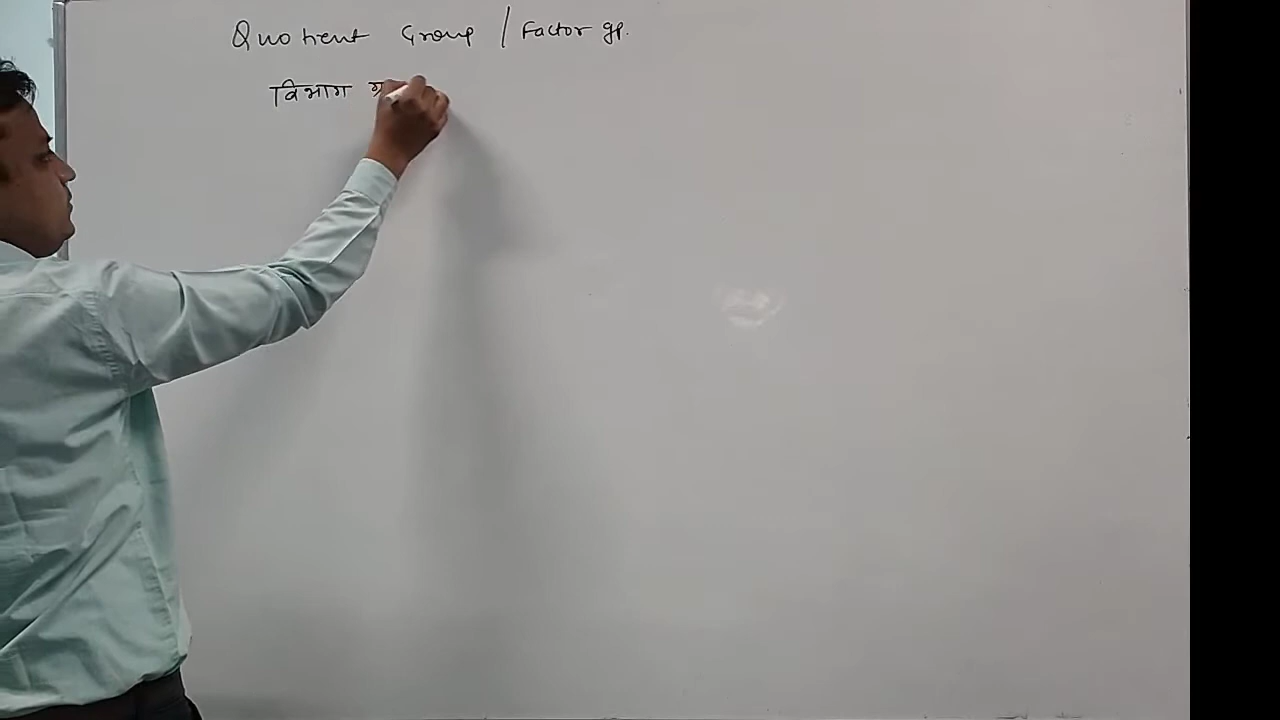 Quotient Group / Factor gp.
विभाग